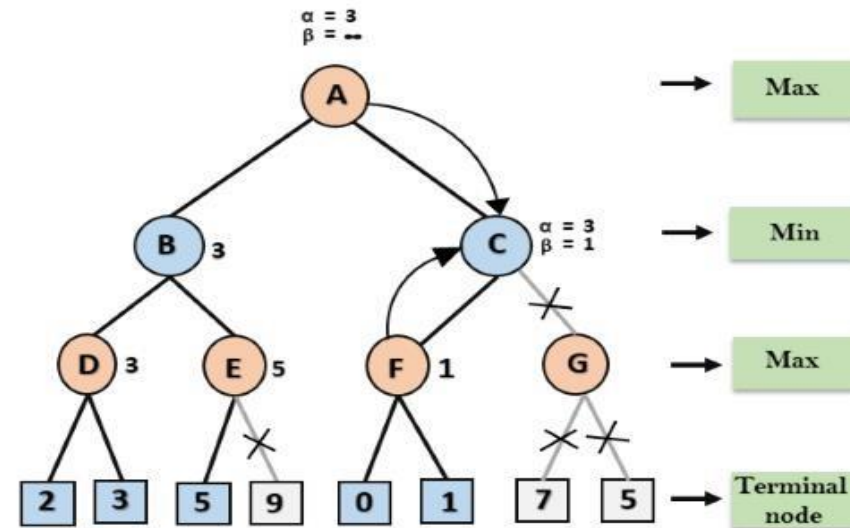 α = 3
β = ∞
A
Max
B
3
C
α = 3
β = 1
Min
D
3
E
5
F
1
G
Max
2
3
5
9
0
1
7
5
Terminal
node